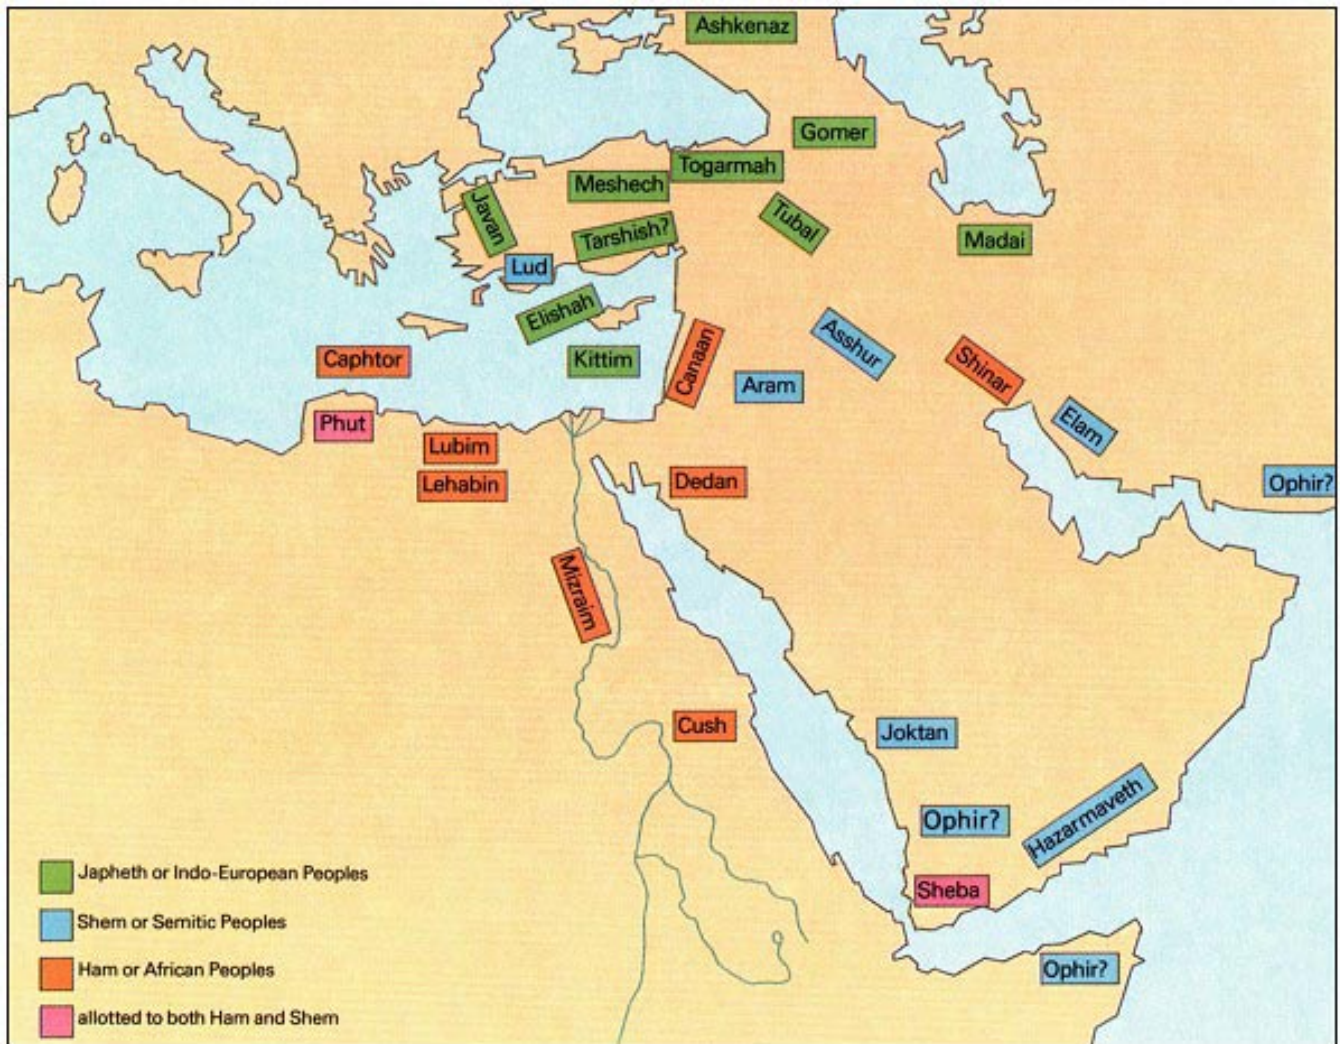 Ashkenaz
Gomer
Togarmah
Meshech
Javan
Tubal
Tarshish?
Madai
Lud
Elishah
Asshur
Caphtor
Kittim
Canaan
Shinar
Aram
Phut
Elam
Lubim
Lehabin
Dedan
Ophir?
Mizraim
Cush
Joktan
Ophir?
Hazarmaveth
Sheba
Ophir?
Japheth or Indo-European Peoples
Shem or Semitic Peoples
Ham or African Peoples
allotted to both Ham and Shem